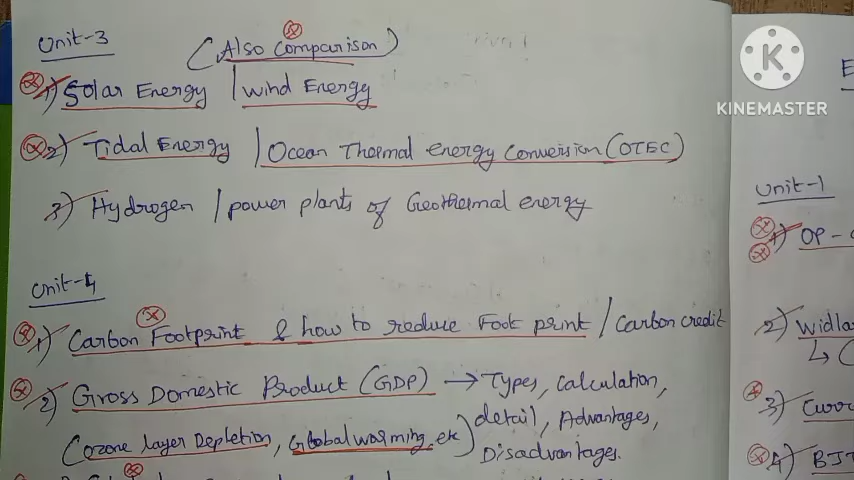 Unit-3
(Also Comparison)
1) Solar Energy / wind Energy
2) Tidal Energy / Ocean Thermal energy Conversion (OTEC)
3) Hydrogen / power plants of Geothermal energy
Unit-4
1) Carbon Footprint & how to reduce Foot print / Carbon credit
2) Gross Domestic Product (GDP) → Types, Calculation,
detail, Advantages,
Disadvantages.
(Ozone layer Depletion, Global warming, etc)
K
KINEMASTER
E
Unit-1
1) OP-
2) Widla
↳ (
3) Curr
4) BJT